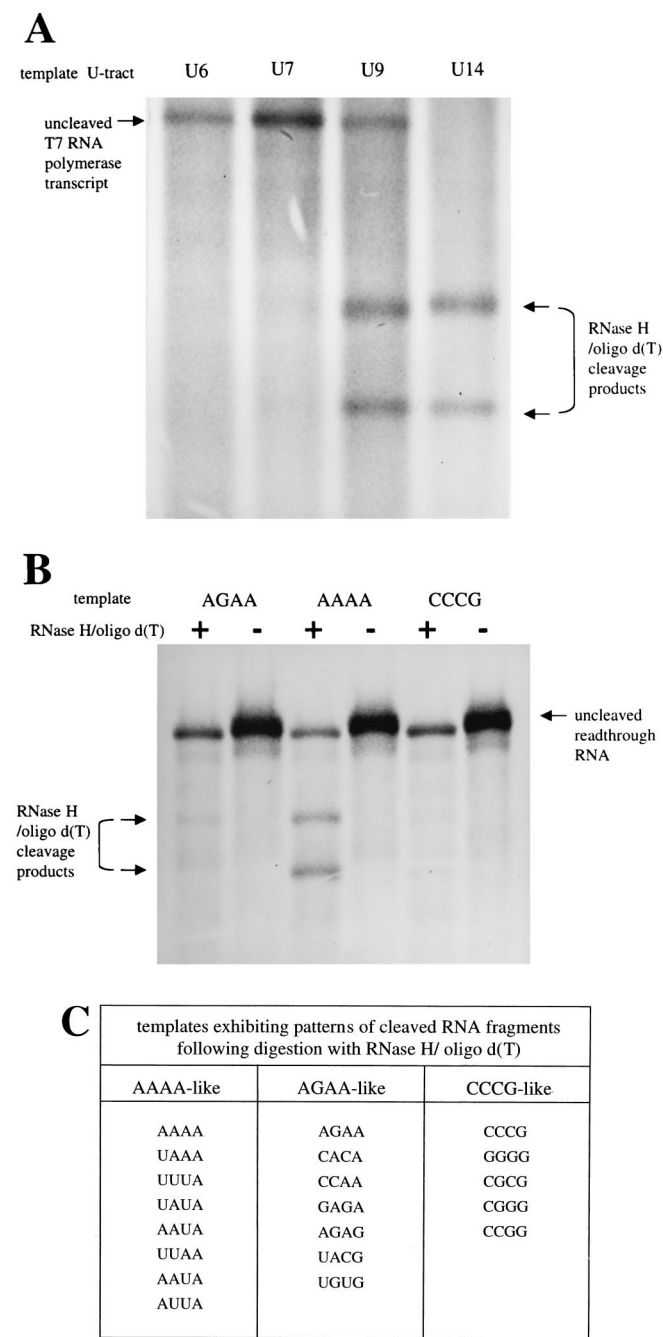 A
template U-tract U6 U7 U9 U14
uncleaved
T7 RNA
polymerase
transcript
RNase H
/oligo d(T)
cleavage
products
B
template AGAA AAAA CCCG
RNase H/oligo d(T) + - + - + -
uncleaved
readthrough
RNA
RNase H
/oligo d(T)
cleavage
products
C
templates exhibiting patterns of cleaved RNA fragments
following digestion with RNase H/ oligo d(T)
AAAA-like AGAA-like CCCG-like
AAAA AGAA CCCG
UAAA CACA GGGG
UUUA CCAA CGCG
UAUA GAGA CGGG
AAUA AGAG CCGG
UUAA UACG
AAUA UGUG
AUUA